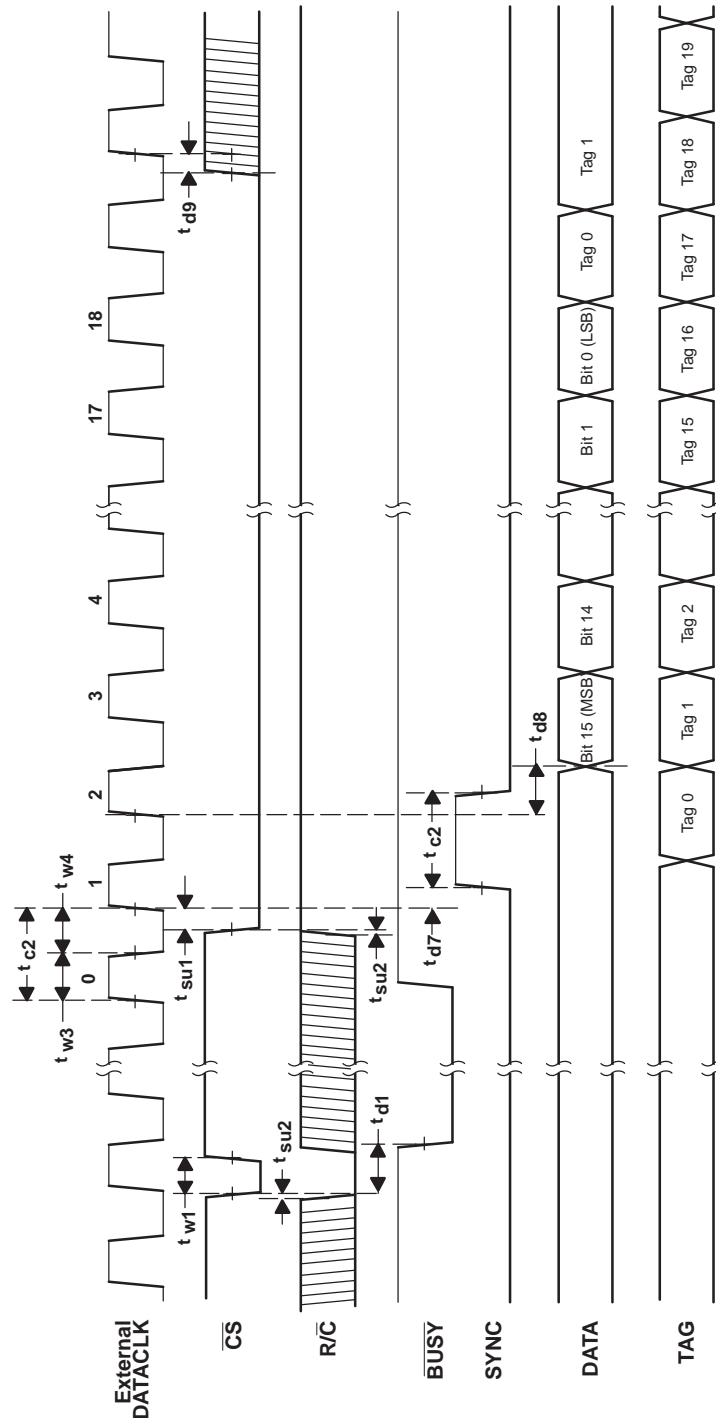 External
DATACLK
0
1
2
3
4
17
18
t w3
t w4
t c2
CS
t w1
t su1
t d9
R/C
t su2
t su2
BUSY
t d1
t d7
SYNC
t c2
t d8
DATA
Bit 15 (MSB)
Bit 14
Bit 1
Bit 0 (LSB)
Tag 0
Tag 1
TAG
Tag 0
Tag 1
Tag 2
Tag 15
Tag 16
Tag 17
Tag 18
Tag 19